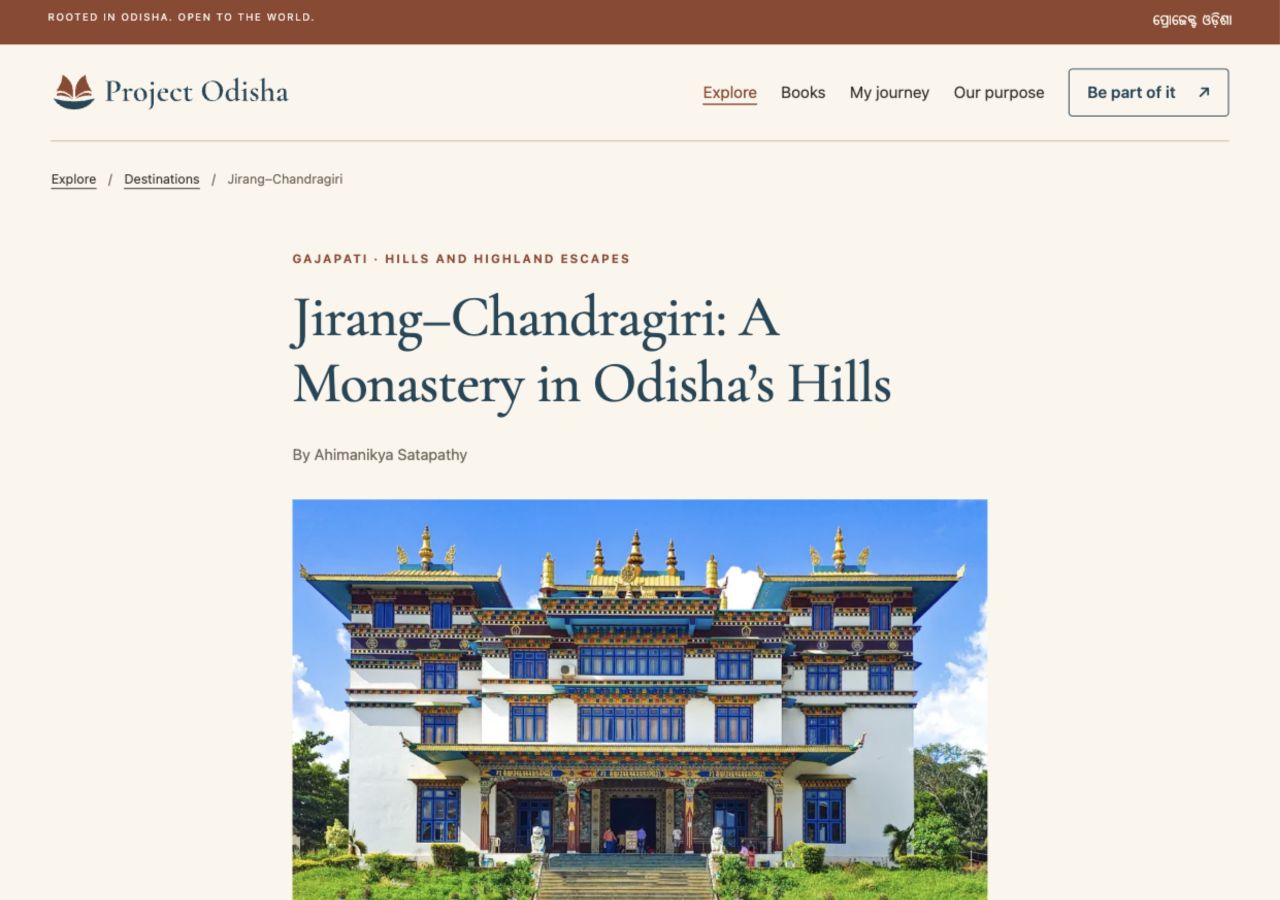 ROOTED IN ODISHA. OPEN TO THE WORLD.
ପ୍ରୋଜେକ୍ଟ ଓଡ଼ିଶା
Project Odisha
Explore
Books
My journey
Our purpose
Be part of it ↗
Explore / Destinations / Jirang–Chandragiri
GAJAPATI · HILLS AND HIGHLAND ESCAPES
Jirang–Chandragiri: A
Monastery in Odisha’s Hills
By Ahimanikya Satapathy